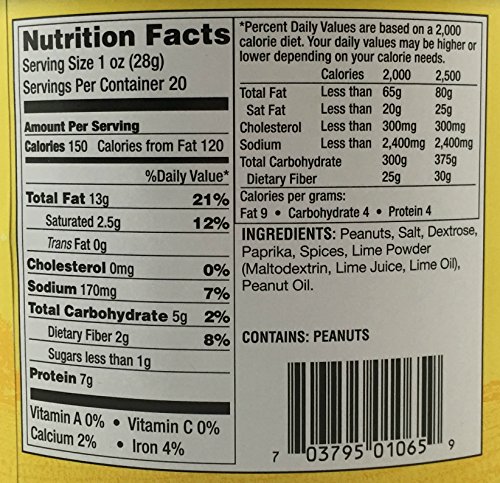 Nutrition Facts
Serving Size 1 oz (28g)
Servings Per Container 20
Amount Per Serving
Calories 150 Calories from Fat 120
%Daily Value*
Total Fat 13g 21%
Saturated 2.5g 12%
Trans Fat 0g
Cholesterol 0mg 0%
Sodium 170mg 7%
Total Carbohydrate 5g 2%
Dietary Fiber 2g 8%
Sugars less than 1g
Protein 7g
Vitamin A 0% • Vitamin C 0%
Calcium 2% • Iron 4%
*Percent Daily Values are based on a 2,000
calorie diet. Your daily values may be higher or
lower depending on your calorie needs.
Calories 2,000 2,500
Total Fat Less than 65g 80g
Sat Fat Less than 20g 25g
Cholesterol Less than 300mg 300mg
Sodium Less than 2,400mg 2,400mg
Total Carbohydrate 300g 375g
Dietary Fiber 25g 30g
Calories per grams:
Fat 9 • Carbohydrate 4 • Protein 4
INGREDIENTS: Peanuts, Salt, Dextrose,
Paprika, Spices, Lime Powder
(Maltodextrin, Lime Juice, Lime Oil),
Peanut Oil.
CONTAINS: PEANUTS
7 03795 01065 9